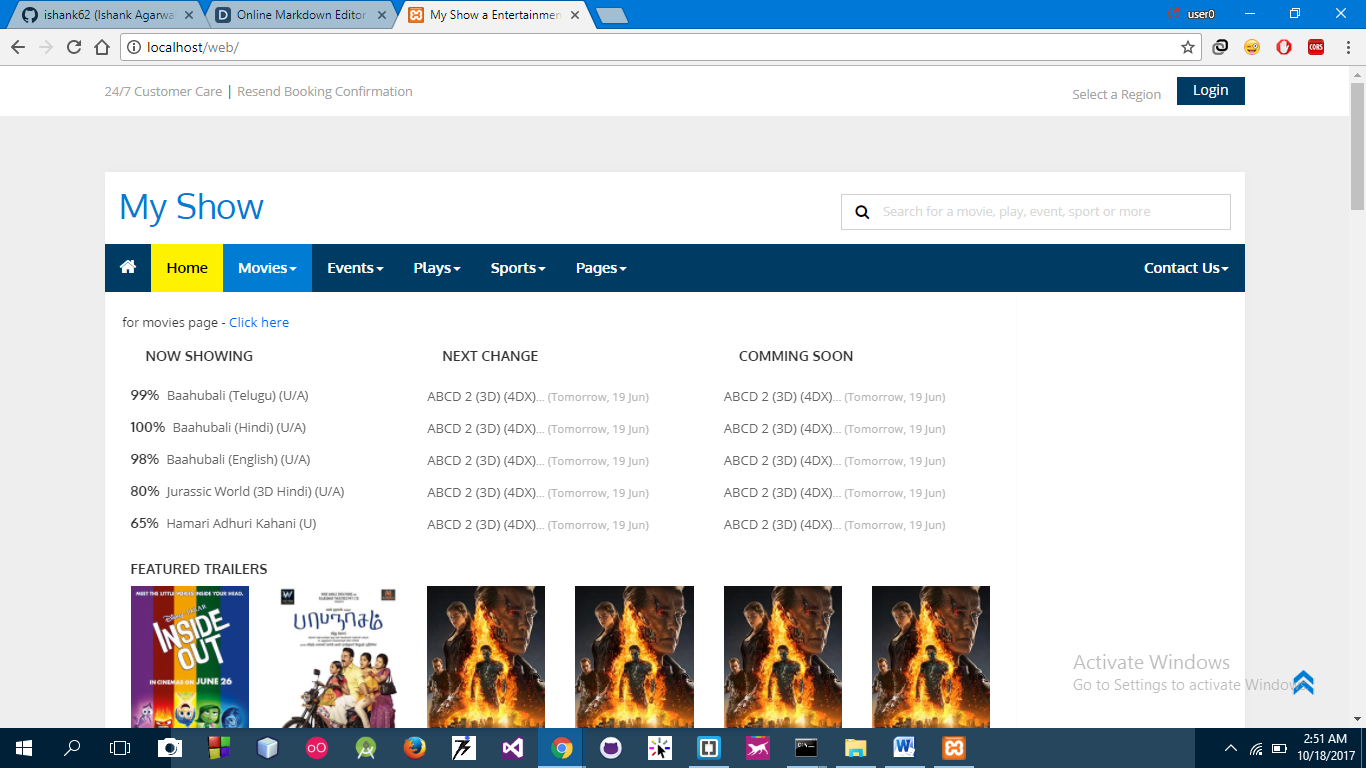 ishank62 (Ishank Agarwa
Online Markdown Editor
My Show a Entertainmen
user0
localhost/web/
24/7 Customer Care | Resend Booking Confirmation
Select a Region
Login
My Show
Search for a movie, play, event, sport or more
Home
Movies
Events
Plays
Sports
Pages
Contact Us
for movies page - Click here
NOW SHOWING
99% Baahubali (Telugu) (U/A)
100% Baahubali (Hindi) (U/A)
98% Baahubali (English) (U/A)
80% Jurassic World (3D Hindi) (U/A)
65% Hamari Adhuri Kahani (U)
NEXT CHANGE
ABCD 2 (3D) (4DX)... (Tomorrow, 19 Jun)
ABCD 2 (3D) (4DX)... (Tomorrow, 19 Jun)
ABCD 2 (3D) (4DX)... (Tomorrow, 19 Jun)
ABCD 2 (3D) (4DX)... (Tomorrow, 19 Jun)
ABCD 2 (3D) (4DX)... (Tomorrow, 19 Jun)
COMMING SOON
ABCD 2 (3D) (4DX)... (Tomorrow, 19 Jun)
ABCD 2 (3D) (4DX)... (Tomorrow, 19 Jun)
ABCD 2 (3D) (4DX)... (Tomorrow, 19 Jun)
ABCD 2 (3D) (4DX)... (Tomorrow, 19 Jun)
ABCD 2 (3D) (4DX)... (Tomorrow, 19 Jun)
FEATURED TRAILERS
MEET THE LITTLE VOICES INSIDE YOUR HEAD.
DISNEY·PIXAR
INSIDE OUT
IN CINEMAS ON JUNE 26
பாபநாசம்
Activate Windows
Go to Settings to activate Window
2:51 AM
10/18/2017